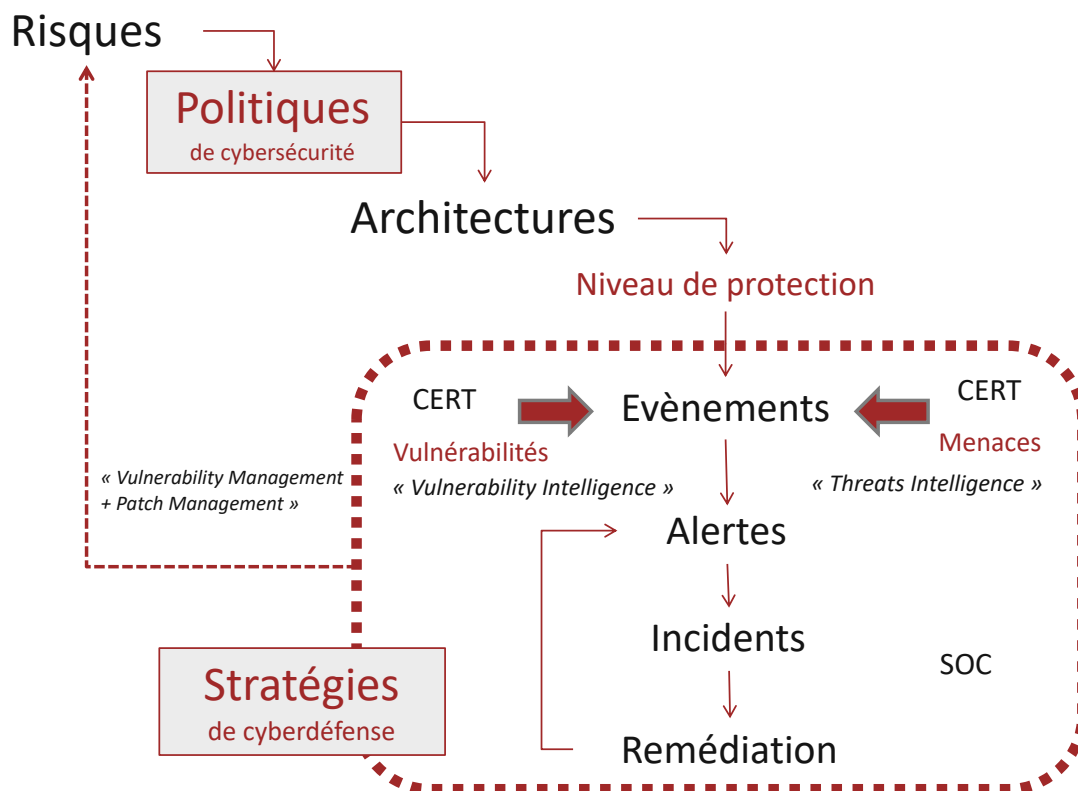 Risques
Politiques
de cybersécurité
Architectures
Niveau de protection
CERT
Evènements
CERT
Vulnérabilités
Menaces
« Vulnerability Management
+ Patch Management »
« Vulnerability Intelligence »
« Threats Intelligence »
Alertes
Incidents
SOC
Stratégies
de cyberdéfense
Remédiation